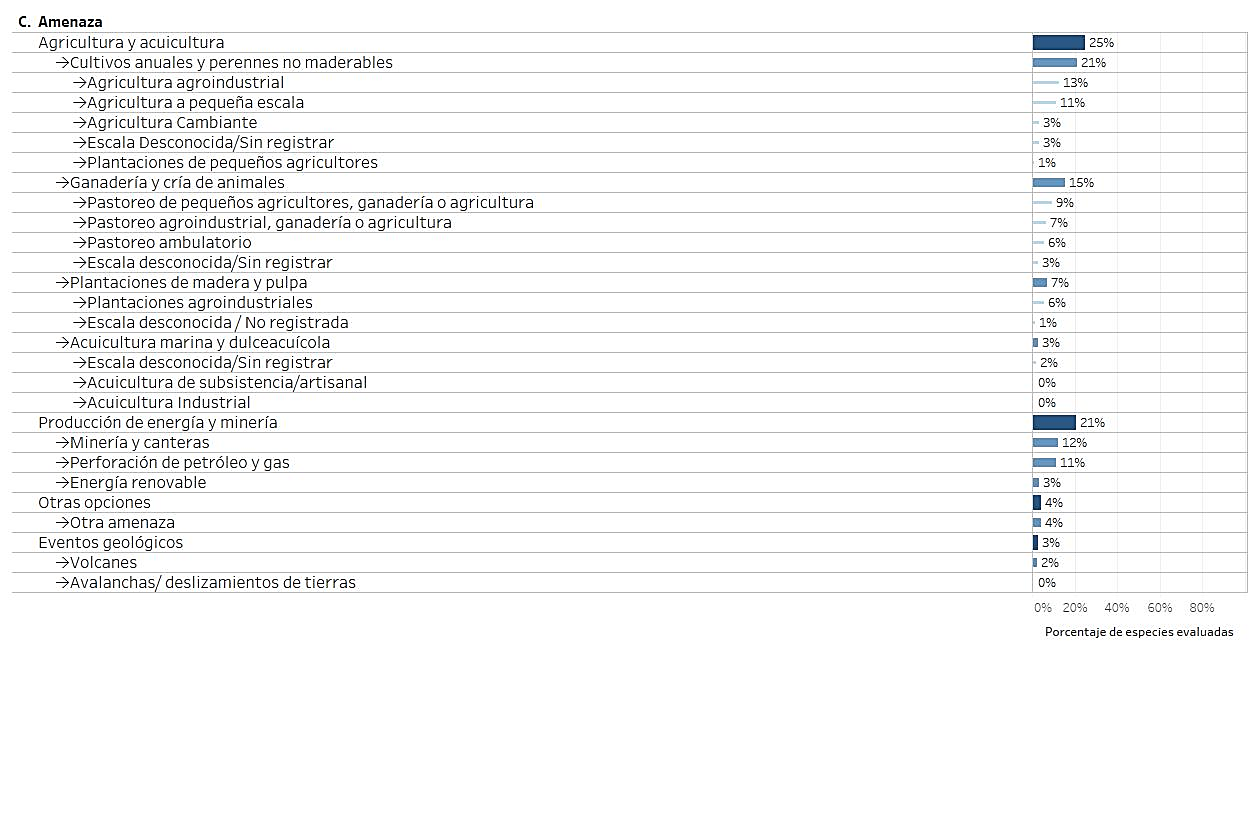 C. Amenaza
Agricultura y acuicultura 25%
→Cultivos anuales y perennes no maderables 21%
→Agricultura agroindustrial 13%
→Agricultura a pequeña escala 11%
→Agricultura Cambiante 3%
→Escala Desconocida/Sin registrar 3%
→Plantaciones de pequeños agricultores 1%
→Ganadería y cría de animales 15%
→Pastoreo de pequeños agricultores, ganadería o agricultura 9%
→Pastoreo agroindustrial, ganadería o agricultura 7%
→Pastoreo ambulatorio 6%
→Escala desconocida/Sin registrar 3%
→Plantaciones de madera y pulpa 7%
→Plantaciones agroindustriales 6%
→Escala desconocida / No registrada 1%
→Acuicultura marina y dulceacuícola 3%
→Escala desconocida/Sin registrar 2%
→Acuicultura de subsistencia/artisanal 0%
→Acuicultura Industrial 0%
Producción de energía y minería 21%
→Minería y canteras 12%
→Perforación de petróleo y gas 11%
→Energía renovable 3%
Otras opciones 4%
→Otra amenaza 4%
Eventos geológicos 3%
→Volcanes 2%
→Avalanchas/ deslizamientos de tierras 0%
0% 20% 40% 60% 80%
Porcentaje de especies evaluadas